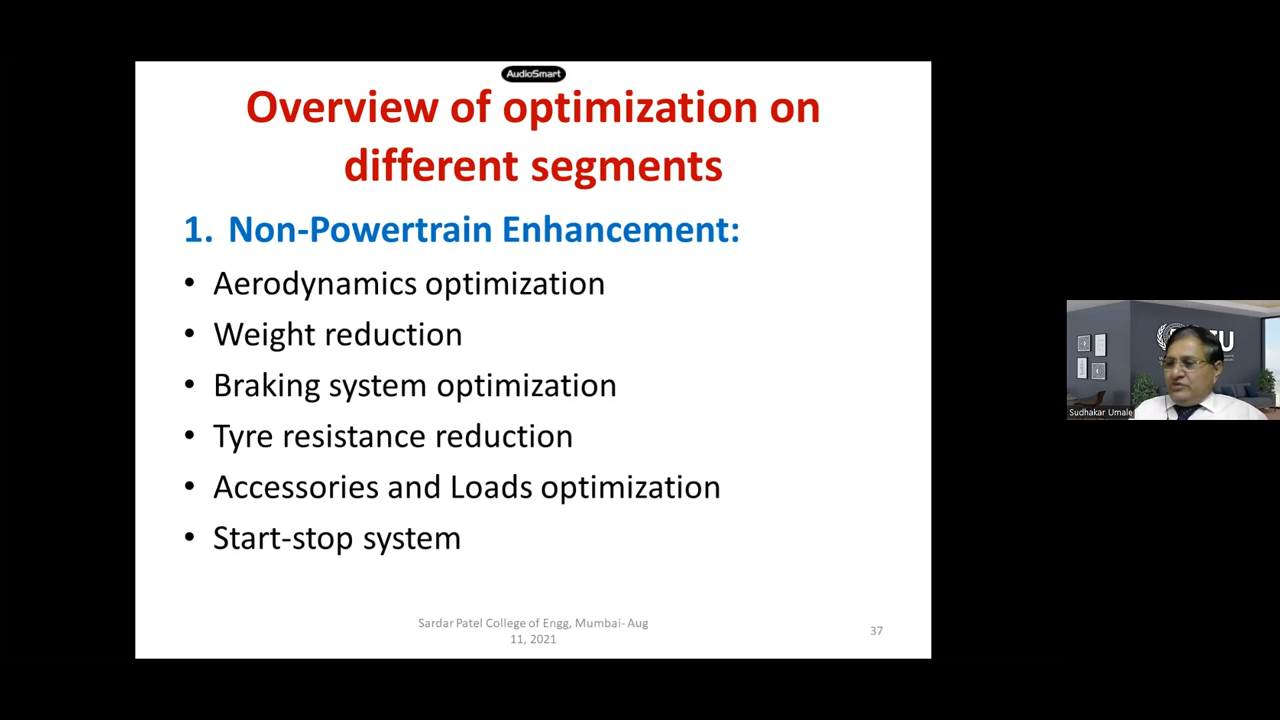 AudioSmart
Overview of optimization on
different segments
1. Non-Powertrain Enhancement:
• Aerodynamics optimization
• Weight reduction
• Braking system optimization
• Tyre resistance reduction
• Accessories and Loads optimization
• Start-stop system
Sardar Patel College of Engg, Mumbai- Aug
11, 2021
37
Sudhakar Umale